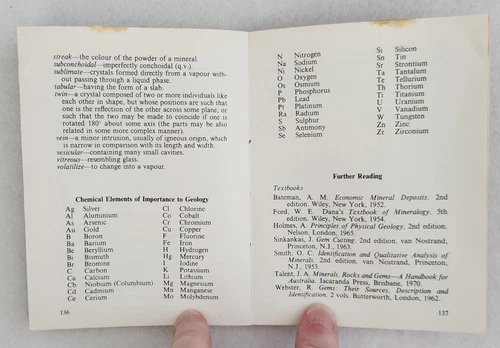 streak—the colour of the powder of a mineral.
subconchoidal—imperfectly conchoidal (q.v.).
sublimate—crystals formed directly from a vapour with-
out passing through a liquid phase.
tabular—having the form of a slab.
twin—a crystal composed of two or more individuals like
each other in shape, but whose positions are such that
one is the reflection of the other across some plane, or
such that the two may be made to coincide if one is
rotated 180° about some axis (the parts may be also
related in some more complex manner).
vein—a minor intrusion, usually of igneous origin, which
is narrow in comparison with its length and width.
vesicular—containing many small cavities.
vitreous—resembling glass.
volatilize—to change into a vapour.
Chemical Elements of Importance to Geology
Ag Silver Cl Chlorine
Al Aluminium Co Cobalt
As Arsenic Cr Chromium
Au Gold Cu Copper
B Boron F Fluorine
Ba Barium Fe Iron
Be Beryllium H Hydrogen
Bi Bismuth Hg Mercury
Br Bromine I Iodine
C Carbon K Potassium
Ca Calcium Li Lithium
Cb Niobium (Columbium) Mg Magnesium
Cd Cadmium Mn Manganese
Ce Cerium Mo Molybdenum
136
N Nitrogen Si Silicon
Na Sodium Sn Tin
Ni Nickel Sr Strontium
O Oxygen Ta Tantalum
Os Osmium Te Tellurium
P Phosphorus Th Thorium
Pb Lead Ti Titanium
Pt Platinum U Uranium
Ra Radium V Vanadium
S Sulphur W Tungsten
Sb Antimony Zn Zinc
Se Selenium Zr Zirconium
Further Reading
Textbooks
Bateman, A. M. Economic Mineral Deposits. 2nd
edition. Wiley, New York, 1952.
Ford, W. E. Dana's Textbook of Mineralogy. 5th
edition. Wiley, New York, 1954.
Holmes, A. Principles of Physical Geology. 2nd edition.
Nelson, London, 1965.
Sinkankas, J. Gem Cutting. 2nd edition. van Nostrand,
Princeton, N.J., 1963.
Smith, O. C. Identification and Qualitative Analysis of
Minerals. 2nd edition. van Nostrand, Princeton,
N.J., 1953.
Talent, J. A. Minerals. Rocks and Gems—A Handbook for
Australia. Jacaranda Press, Brisbane, 1970.
Webster, R. Gems: Their Sources, Description and
Identification. 2 vols. Butterworth, London, 1962.
137